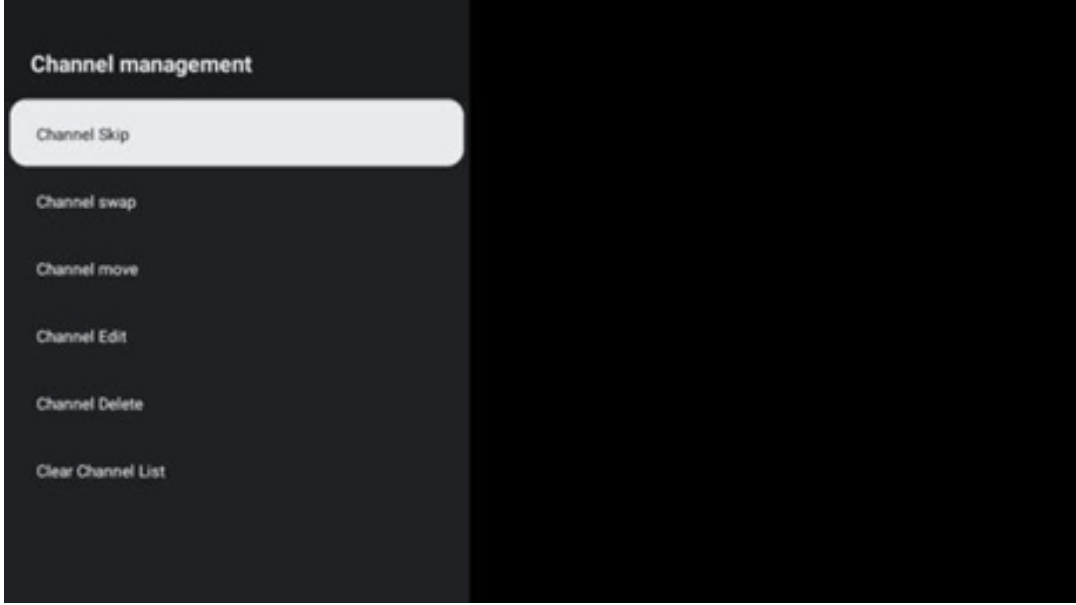 Channel management
Channel Skip
Channel swap
Channel move
Channel Edit
Channel Delete
Clear Channel List